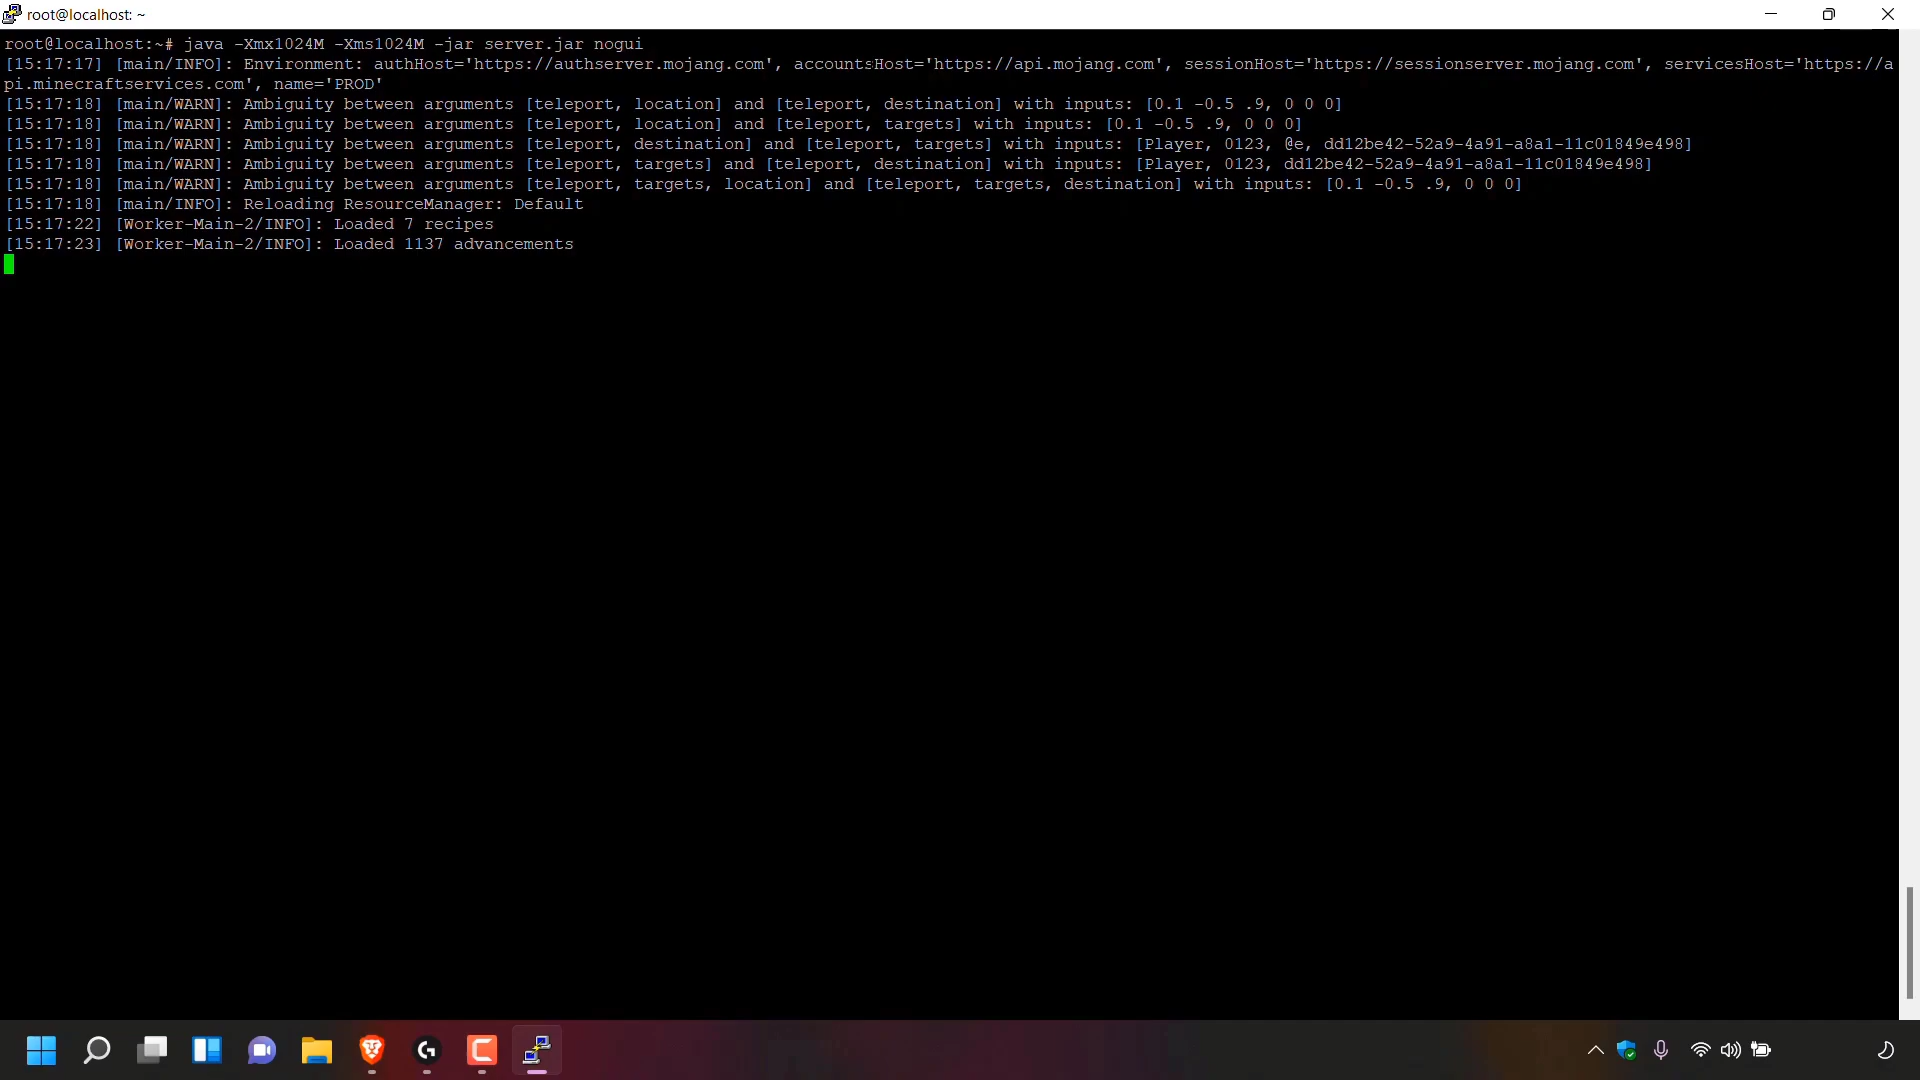 root@localhost: ~
root@localhost:~# java -Xmx1024M -Xms1024M -jar server.jar nogui
[15:17:17] [main/INFO]: Environment: authHost='https://authserver.mojang.com', accountsHost='https://api.mojang.com', sessionHost='https://sessionserver.mojang.com', servicesHost='https://a
pi.minecraftservices.com', name='PROD'
[15:17:18] [main/WARN]: Ambiguity between arguments [teleport, location] and [teleport, destination] with inputs: [0.1 -0.5 .9, 0 0 0]
[15:17:18] [main/WARN]: Ambiguity between arguments [teleport, location] and [teleport, targets] with inputs: [0.1 -0.5 .9, 0 0 0]
[15:17:18] [main/WARN]: Ambiguity between arguments [teleport, destination] and [teleport, targets] with inputs: [Player, 0123, @e, dd12be42-52a9-4a91-a8a1-11c01849e498]
[15:17:18] [main/WARN]: Ambiguity between arguments [teleport, targets] and [teleport, destination] with inputs: [Player, 0123, dd12be42-52a9-4a91-a8a1-11c01849e498]
[15:17:18] [main/WARN]: Ambiguity between arguments [teleport, targets, location] and [teleport, targets, destination] with inputs: [0.1 -0.5 .9, 0 0 0]
[15:17:18] [main/INFO]: Reloading ResourceManager: Default
[15:17:22] [Worker-Main-2/INFO]: Loaded 7 recipes
[15:17:23] [Worker-Main-2/INFO]: Loaded 1137 advancements